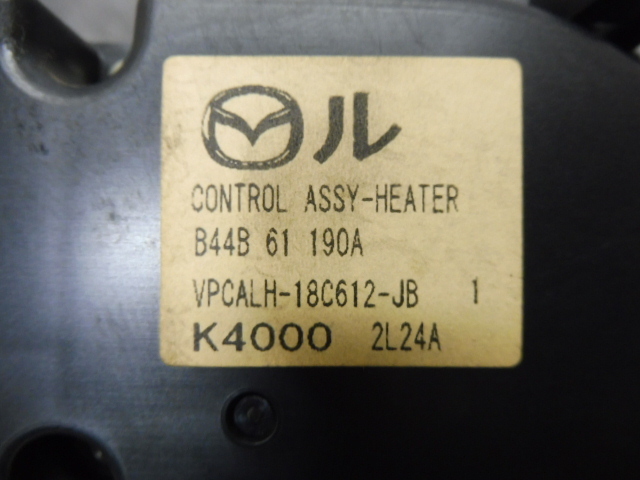 ル
CONTROL ASSY-HEATER
B44B 61 190A
VPCALH-18C612-JB 1
K4000 2L24A